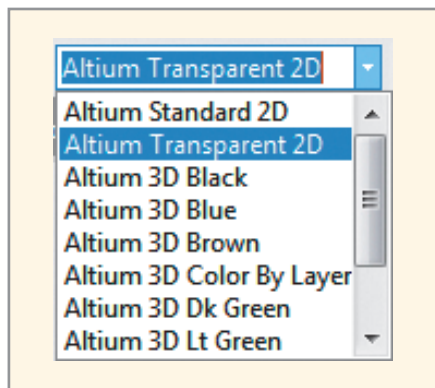 Altium Transparent 2D
Altium Standard 2D
Altium Transparent 2D
Altium 3D Black
Altium 3D Blue
Altium 3D Brown
Altium 3D Color By Layer
Altium 3D Dk Green
Altium 3D Lt Green